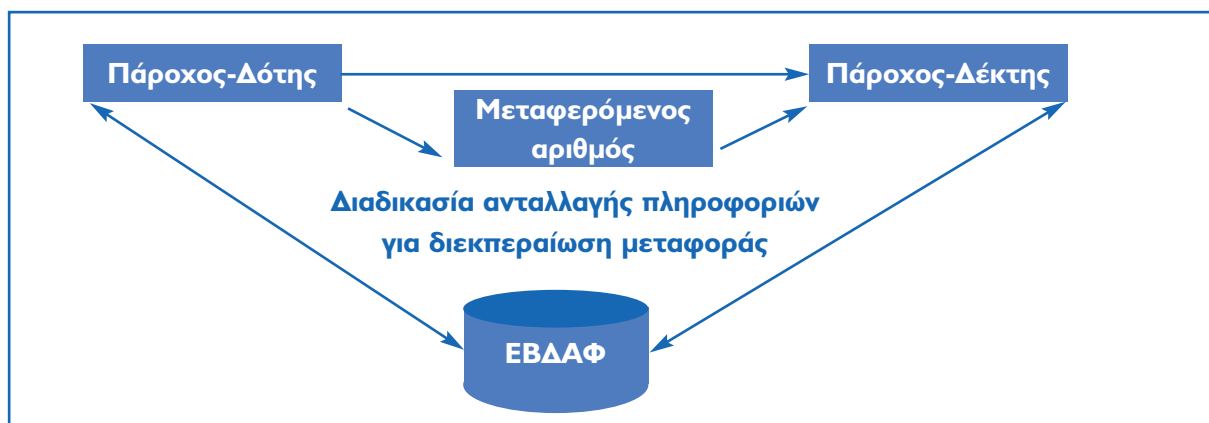 Πάροχος-Δότης
Πάροχος-Δέκτης
Μεταφερόμενος
αριθμός
Διαδικασία ανταλλαγής πληροφοριών
για διεκπεραίωση μεταφοράς
ΕΒΔΑΦ